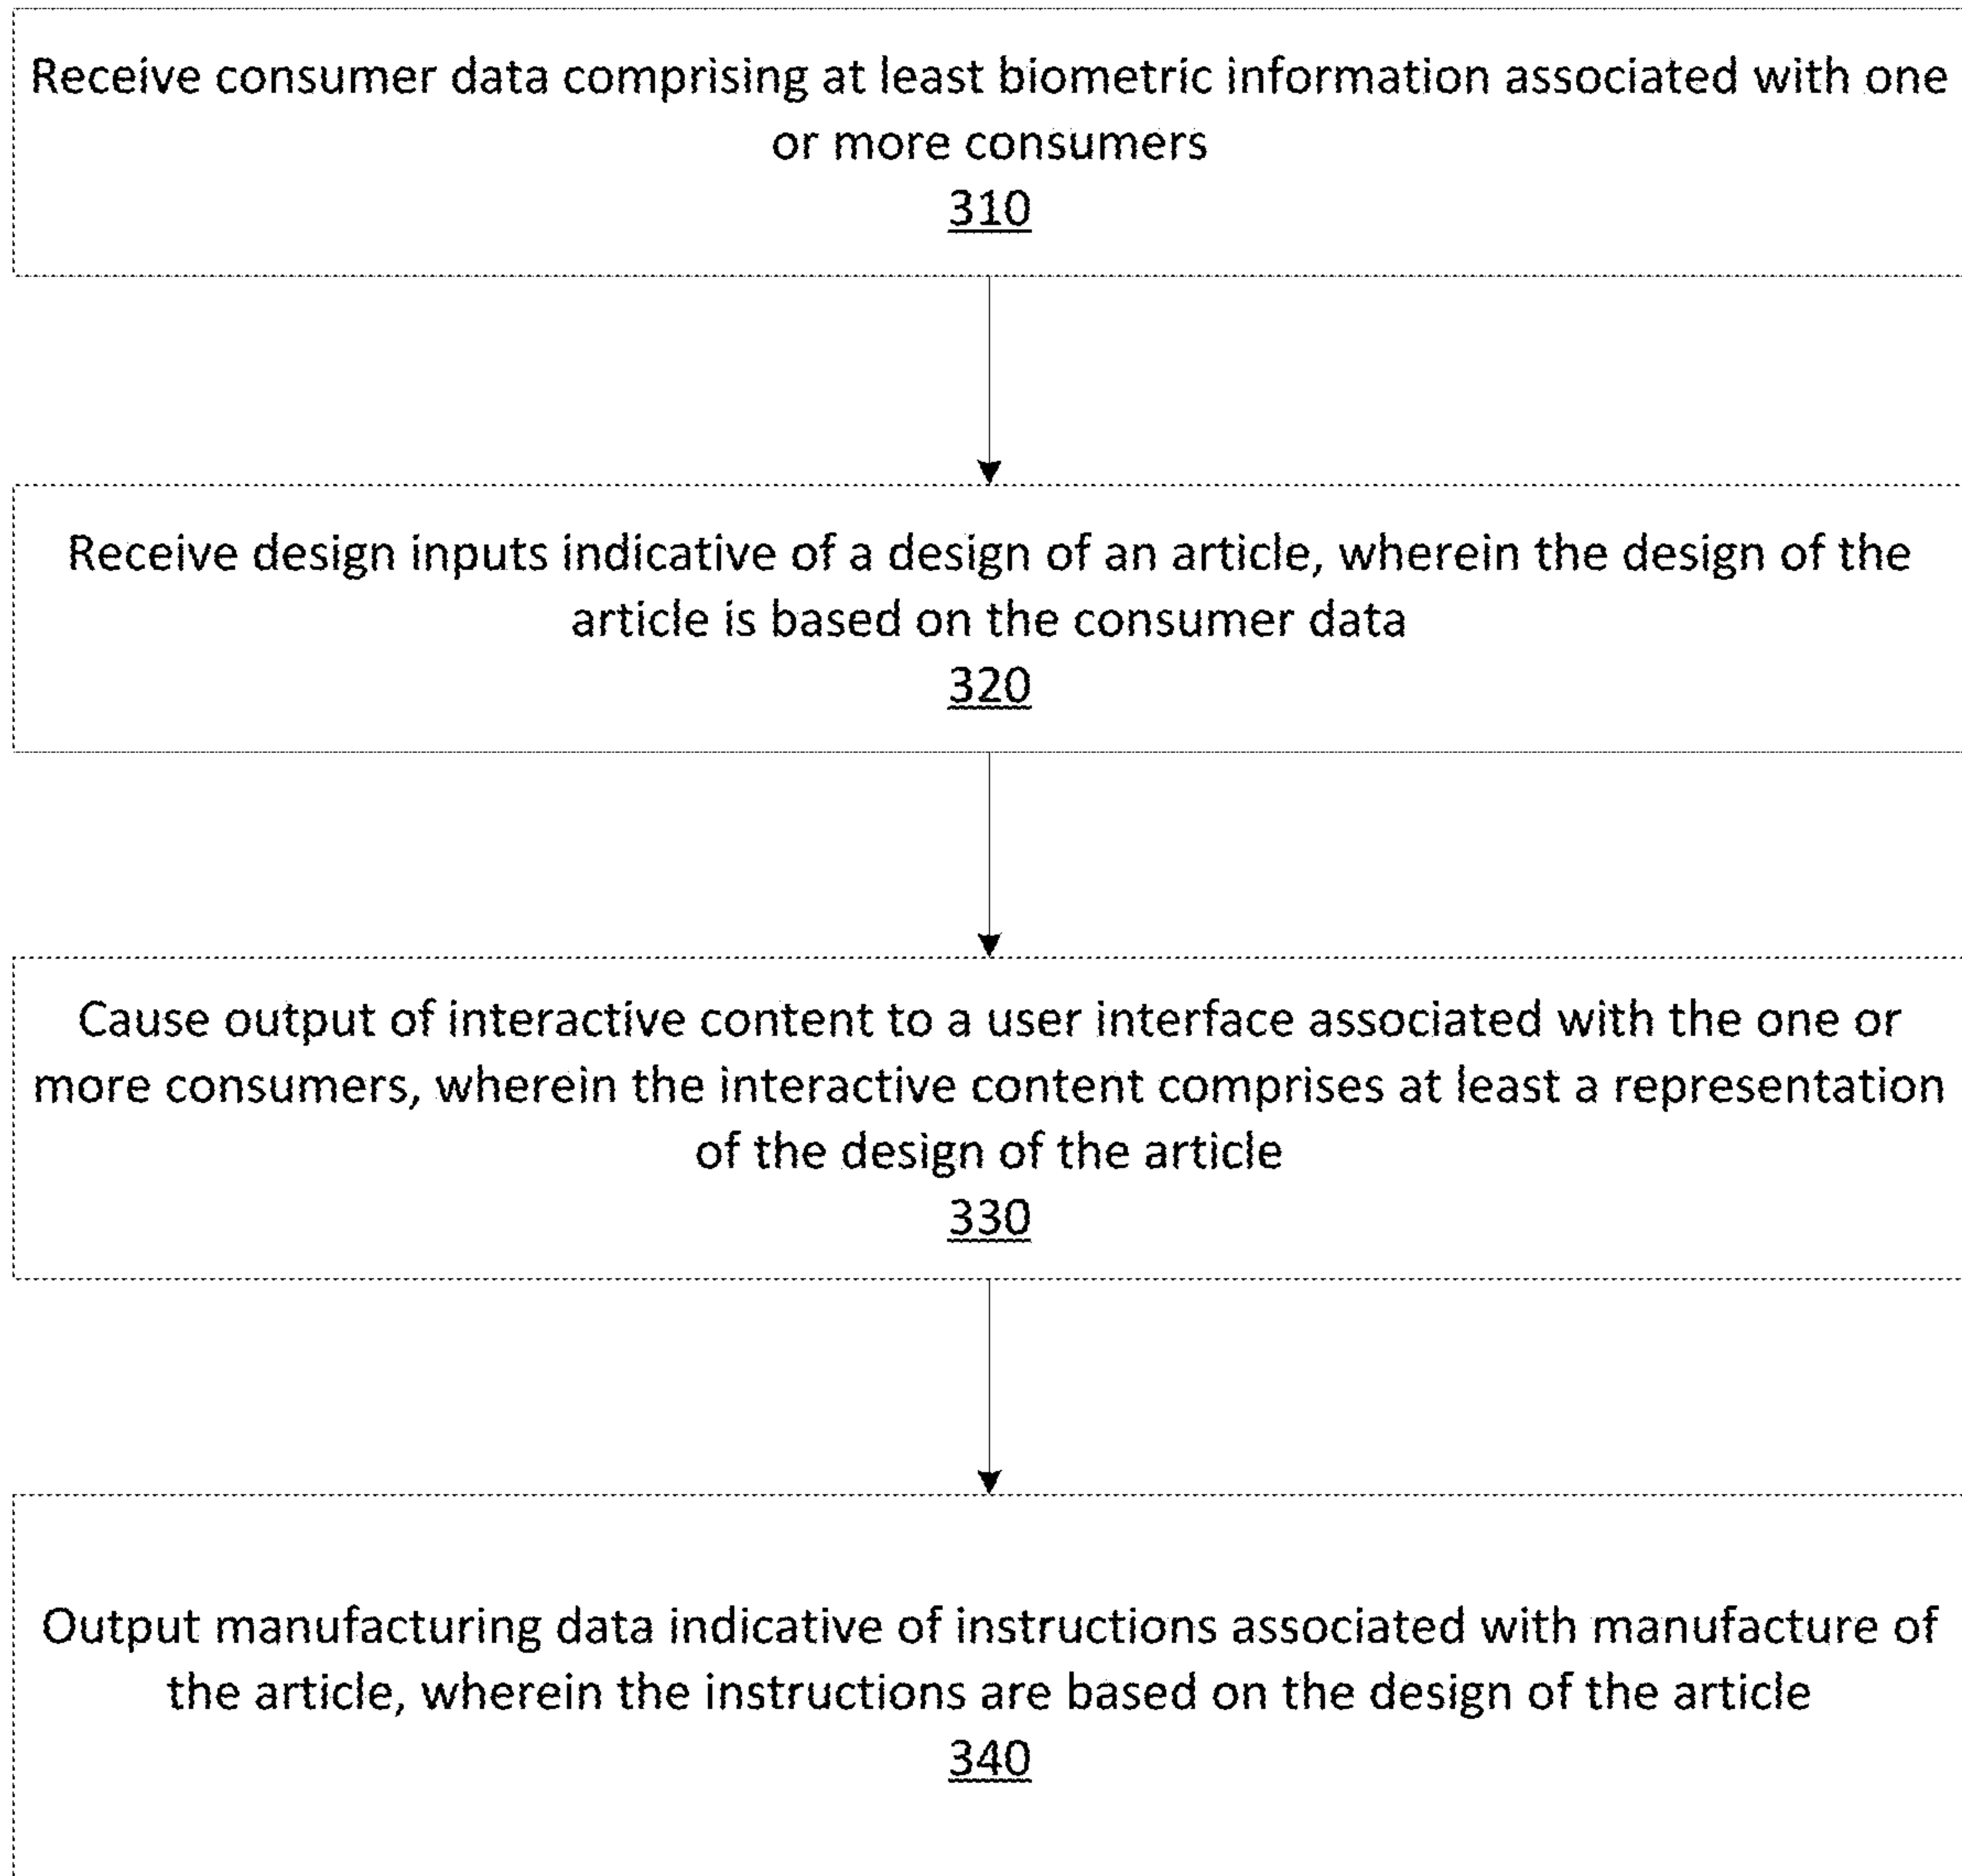 Receive consumer data comprising at least biometric information associated with one
or more consumers
310
Receive design inputs indicative of a design of an article, wherein the design of the
article is based on the consumer data
320
Cause output of interactive content to a user interface associated with the one or
more consumers, wherein the interactive content comprises at least a representation
of the design of the article
330
Output manufacturing data indicative of instructions associated with manufacture of
the article, wherein the instructions are based on the design of the article
340